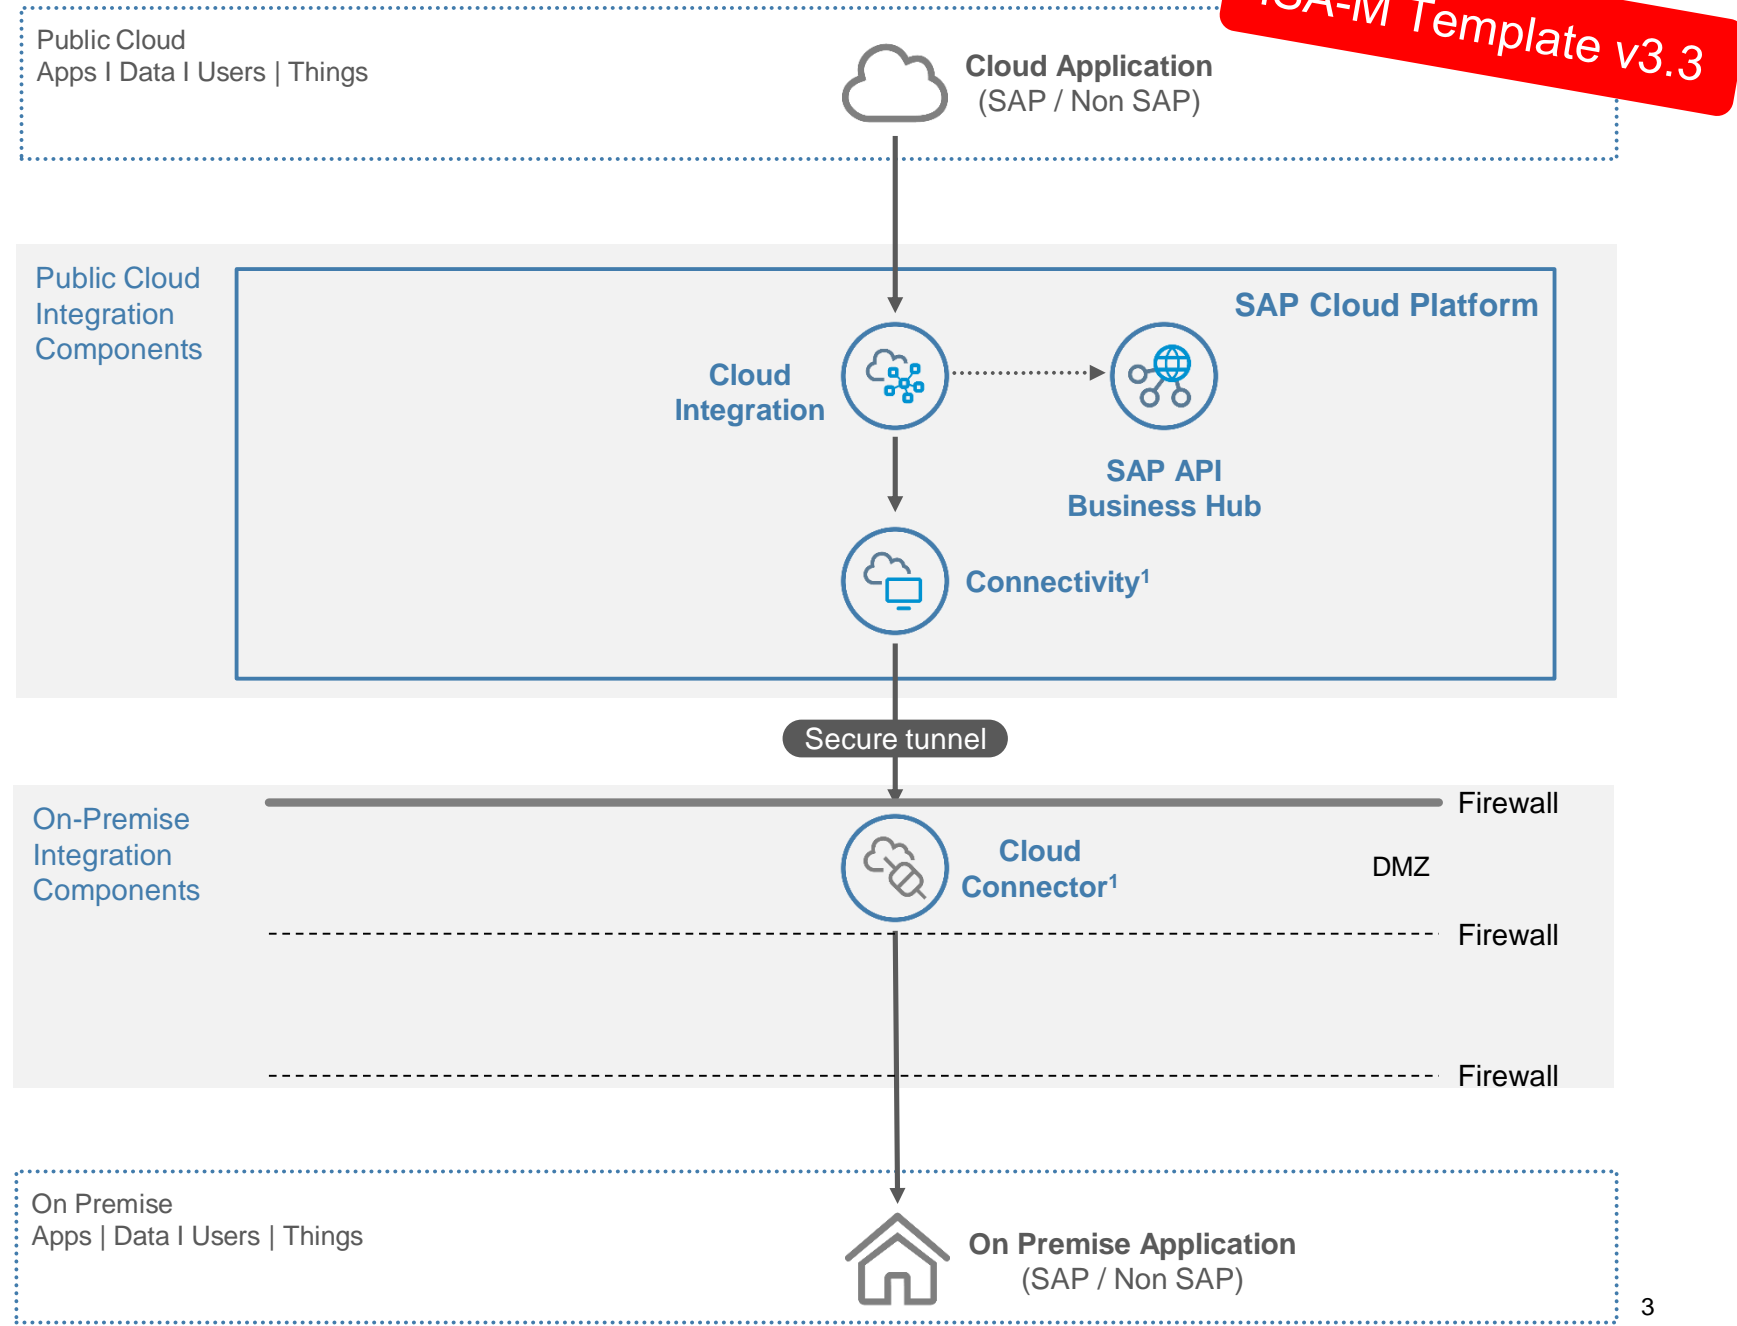 ISA-M Template v3.3
Public Cloud
Apps I Data I Users | Things
Cloud Application
(SAP / Non SAP)
Public Cloud
Integration
Components
SAP Cloud Platform
Cloud
Integration
SAP API
Business Hub
Connectivity¹
Secure tunnel
On-Premise
Integration
Components
Firewall
Cloud
Connector¹
DMZ
Firewall
Firewall
On Premise
Apps | Data I Users | Things
On Premise Application
(SAP / Non SAP)
3